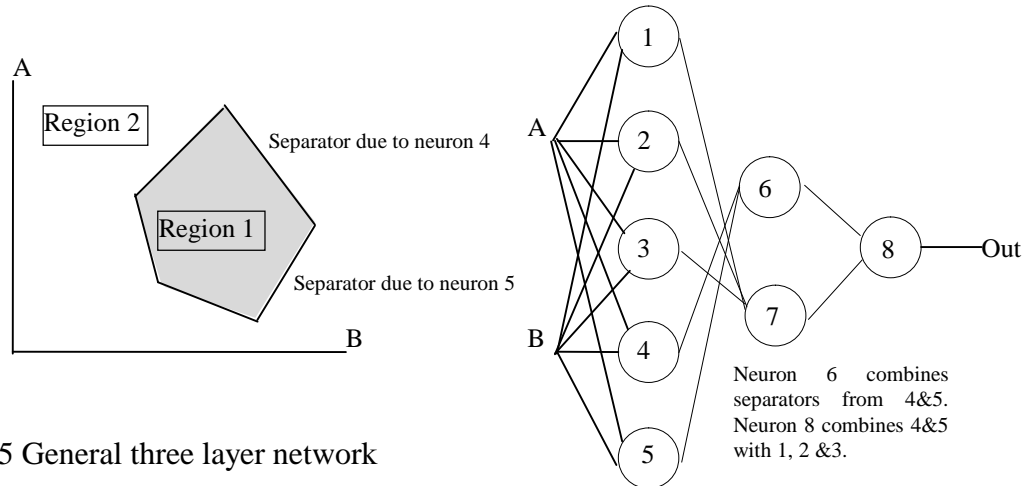 A
Region 2
Separator due to neuron 4
Region 1
Separator due to neuron 5
B
A
B
1
2
3
4
5
6
7
8
Out
Neuron 6 combines
separators from 4&5.
Neuron 8 combines 4&5
with 1, 2 &3.
5 General three layer network